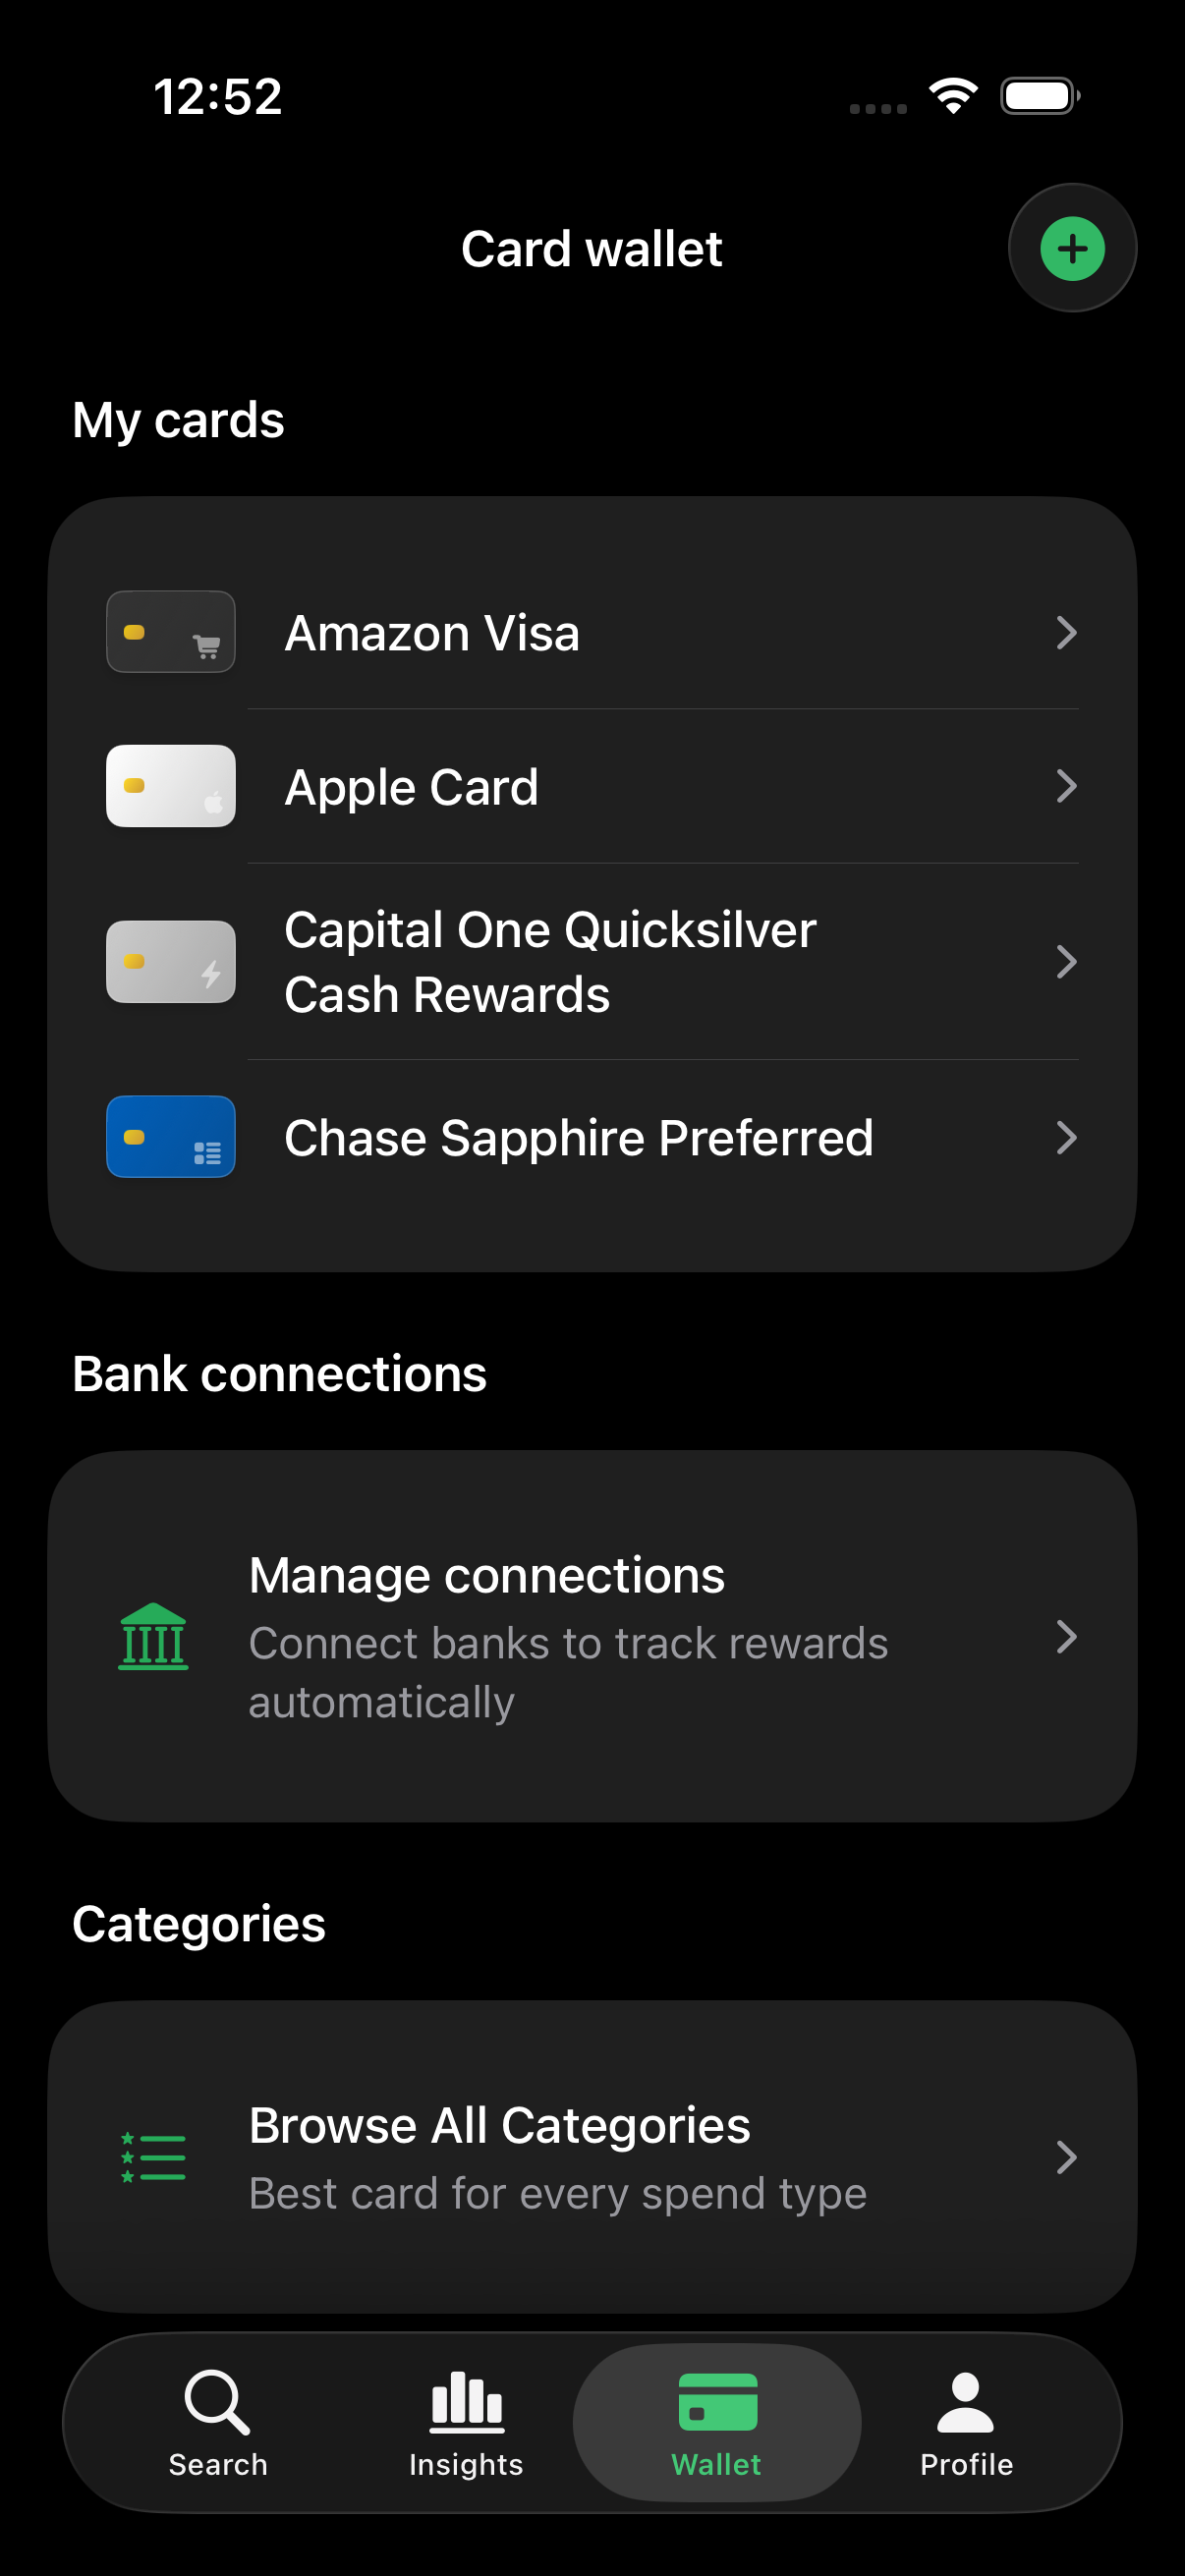 12:52
Card wallet
My cards
Amazon Visa
Apple Card
Capital One Quicksilver
Cash Rewards
Chase Sapphire Preferred
Bank connections
Manage connections
Connect banks to track rewards
automatically
Categories
Browse All Categories
Best card for every spend type
Search
Insights
Wallet
Profile